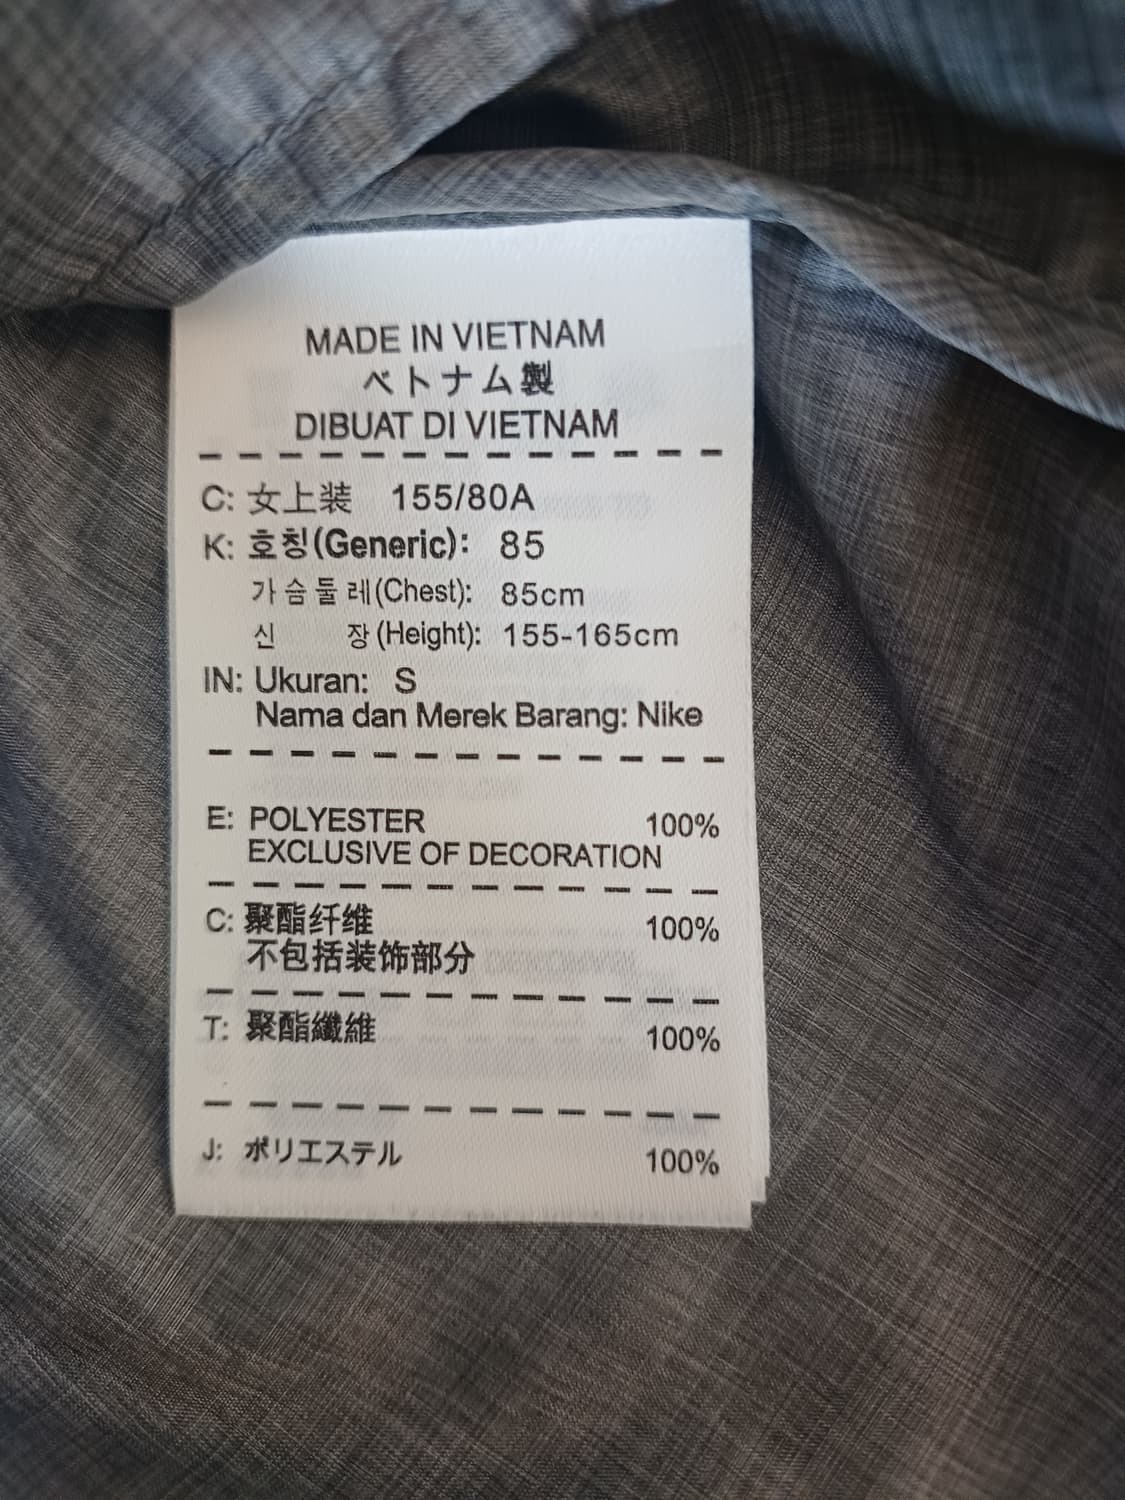 MADE IN VIETNAM
ベトナム製
DIBUAT DI VIETNAM
C: 女上装 155/80A
K: 호칭(Generic): 85
가슴둘레(Chest): 85cm
신 장(Height): 155-165cm
IN: Ukuran: S
Nama dan Merek Barang: Nike
E: POLYESTER 100%
EXCLUSIVE OF DECORATION
C: 聚酯纤维 100%
不包括装饰部分
T: 聚酯纖維 100%
J: ポリエステル 100%